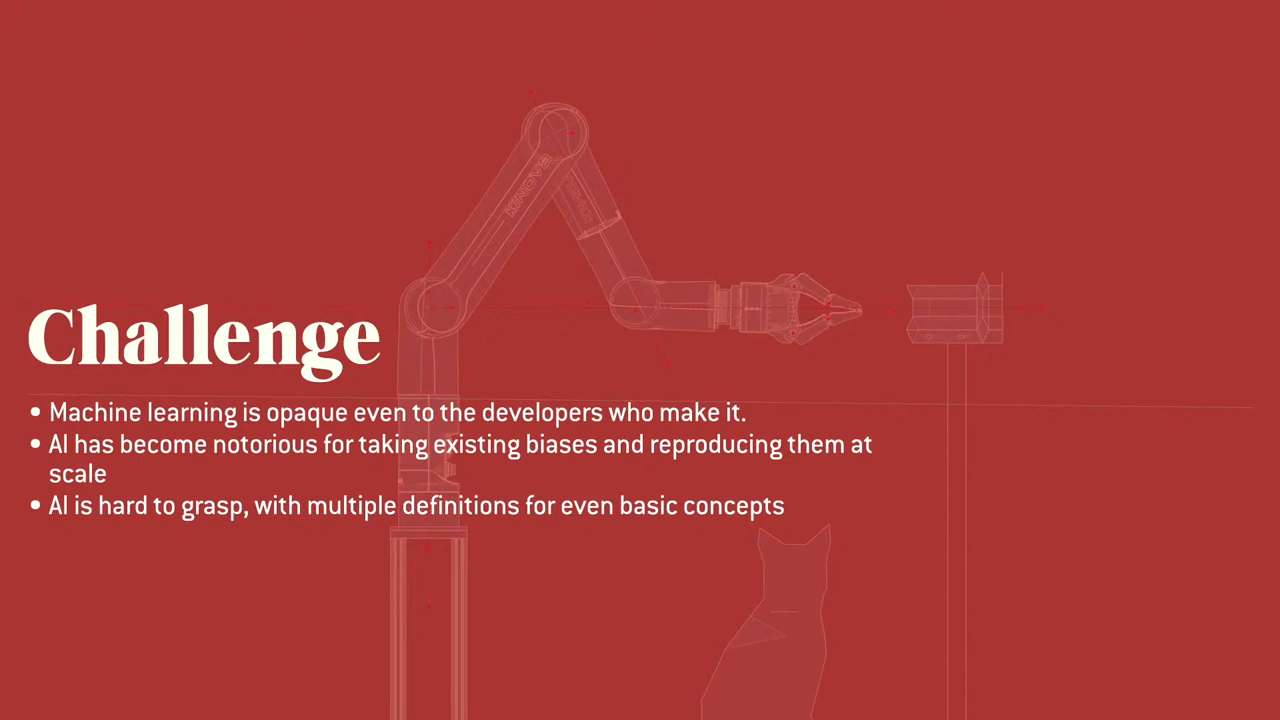 KINOVA
Challenge
• Machine learning is opaque even to the developers who make it.
• AI has become notorious for taking existing biases and reproducing them at
scale
• AI is hard to grasp, with multiple definitions for even basic concepts